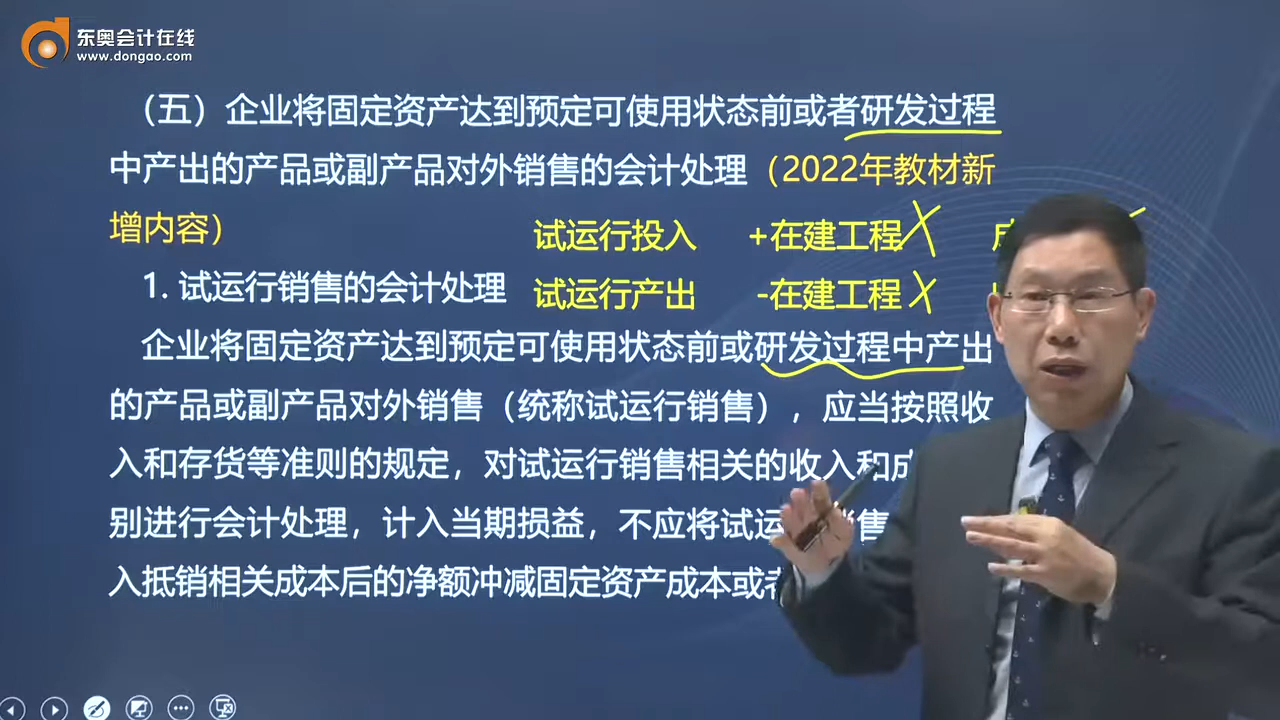 东奥会计在线
www.dongao.com
（五）企业将固定资产达到预定可使用状态前或者研发过程
中产出的产品或副产品对外销售的会计处理（2022年教材新
增内容）
试运行投入 +在建工程
1. 试运行销售的会计处理 试运行产出 -在建工程
企业将固定资产达到预定可使用状态前或研发过程中产出
的产品或副产品对外销售（统称试运行销售），应当按照收
入和存货等准则的规定，对试运行销售相关的收入和成
别进行会计处理，计入当期损益，不应将试运 销售
入抵销相关成本后的净额冲减固定资产成本或者